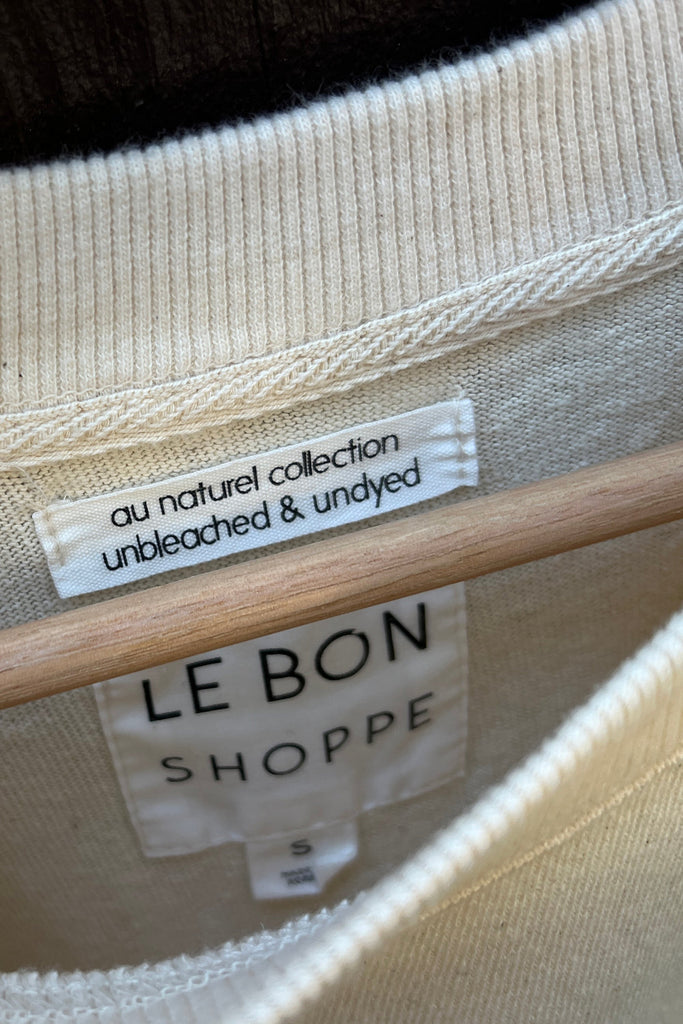 au naturel collection
unbleached & undyed
LE BON
SHOPPE
S